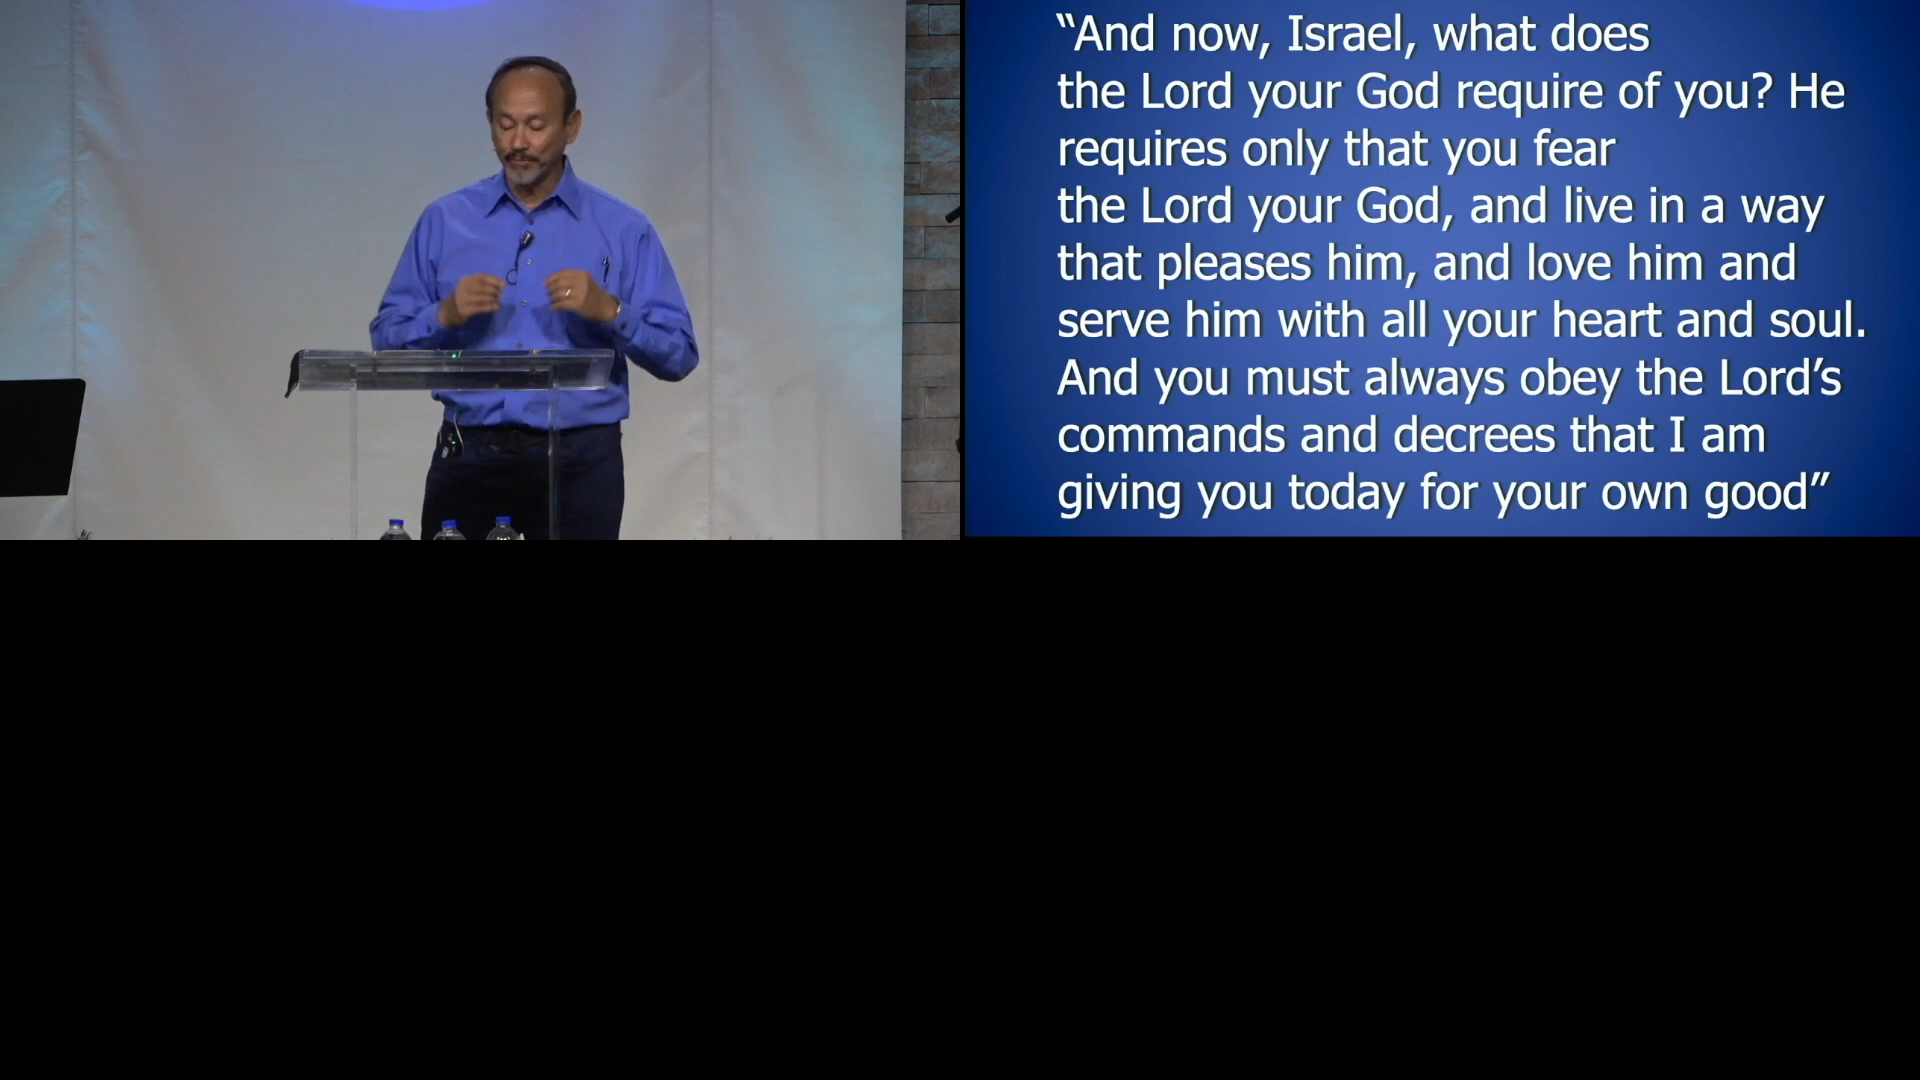 “And now, Israel, what does
the Lord your God require of you? He
requires only that you fear
the Lord your God, and live in a way
that pleases him, and love him and
serve him with all your heart and soul.
And you must always obey the Lord’s
commands and decrees that I am
giving you today for your own good”